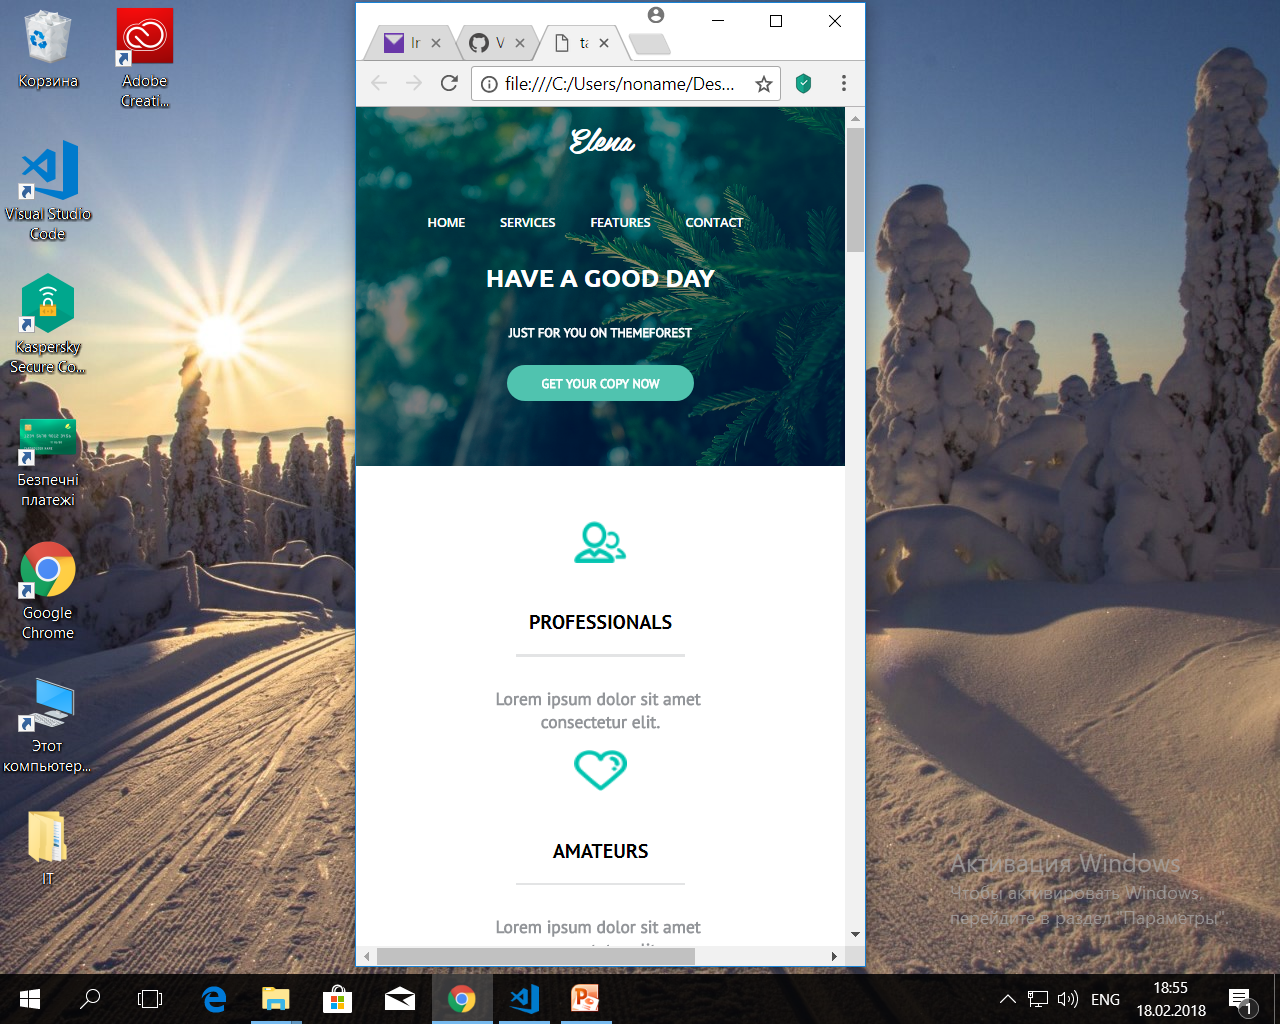 Корзина
Adobe
Creati...
Visual Studio
Code
Kaspersky
Secure Co...
Безпечні
платежі
Google
Chrome
Этот
компьютер...
IT
In
V
ta
file:///C:/Users/noname/Des...
Elena
HOME SERVICES FEATURES CONTACT
HAVE A GOOD DAY
JUST FOR YOU ON THEMEFOREST
GET YOUR COPY NOW
PROFESSIONALS
Lorem ipsum dolor sit amet
consectetur elit.
AMATEURS
Lorem ipsum dolor sit amet
Активация Windows
Чтобы активировать Windows,
перейдите в раздел "Параметры".
ENG
18:55
18.02.2018
1